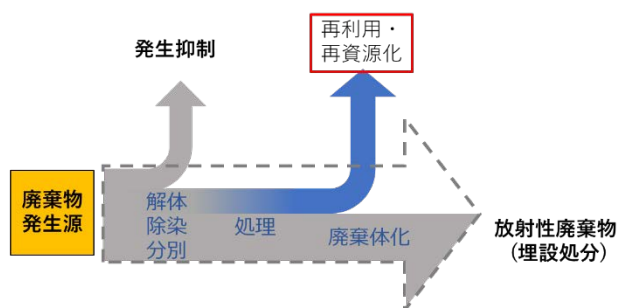 発生抑制
再利用・
再資源化
廃棄物
発生源
解体
除染
分別
処理
廃棄体化
放射性廃棄物
(埋設処分)